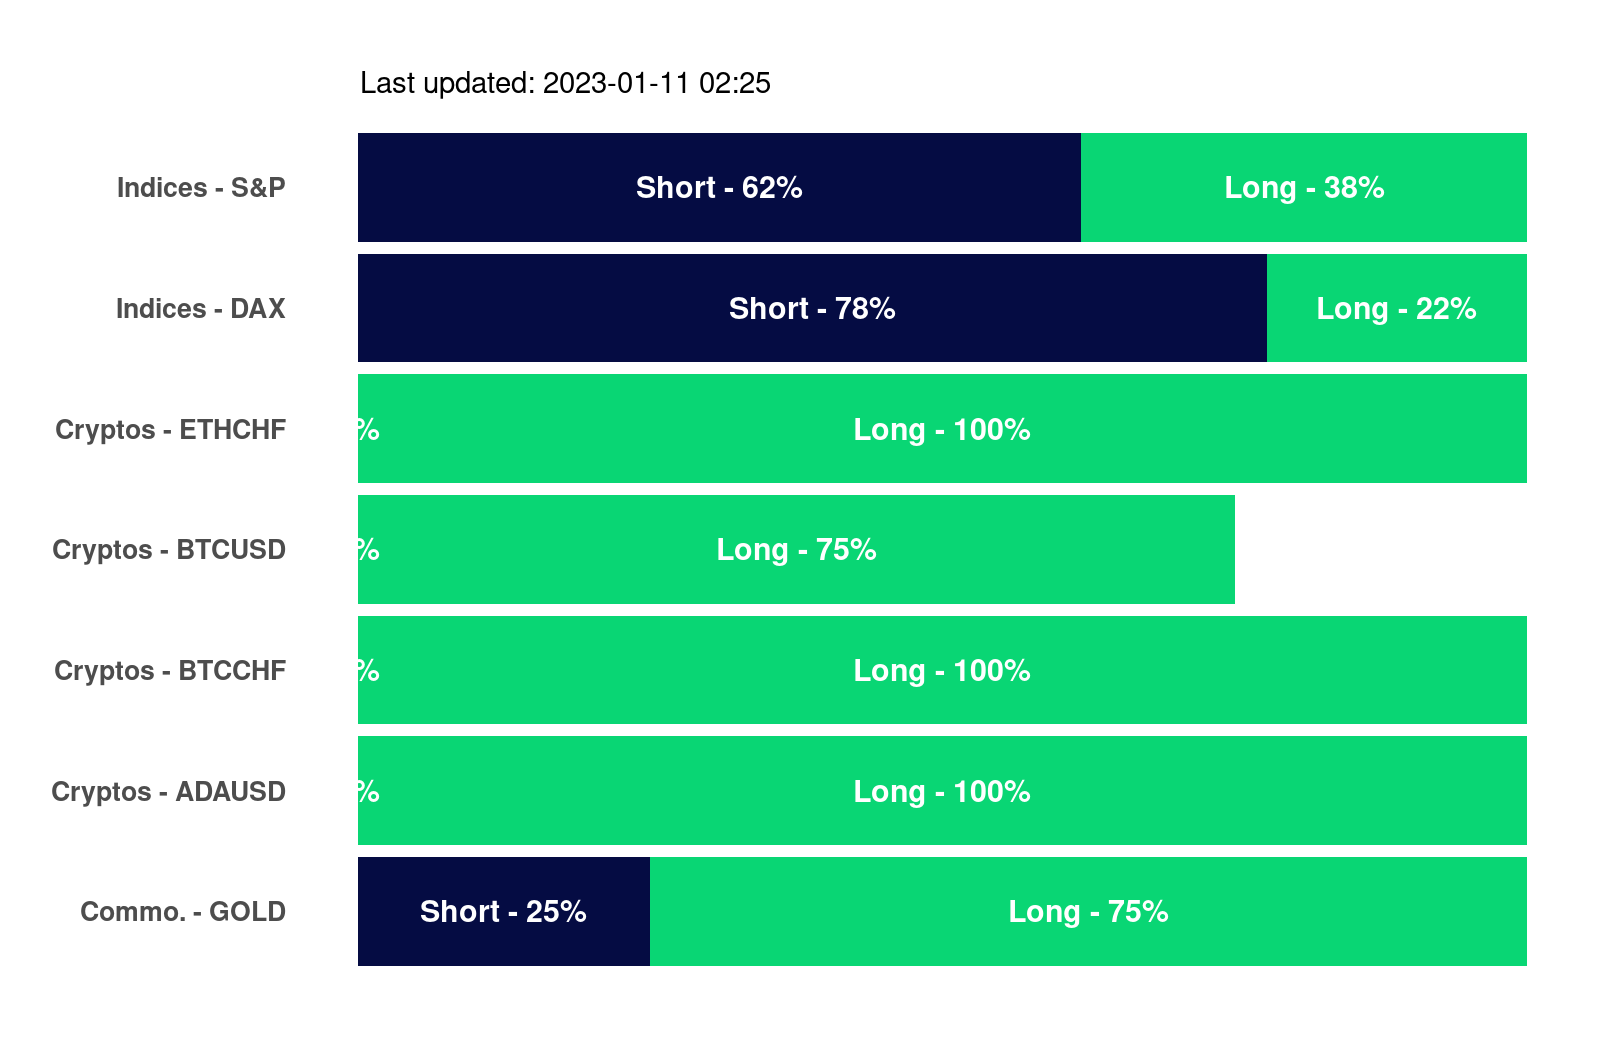 Last updated: 2023-01-11 02:25
Indices - S&P Short - 62% Long - 38%
Indices - DAX Short - 78% Long - 22%
Cryptos - ETHCHF % Long - 100%
Cryptos - BTCUSD % Long - 75%
Cryptos - BTCCHF % Long - 100%
Cryptos - ADAUSD % Long - 100%
Commo. - GOLD Short - 25% Long - 75%